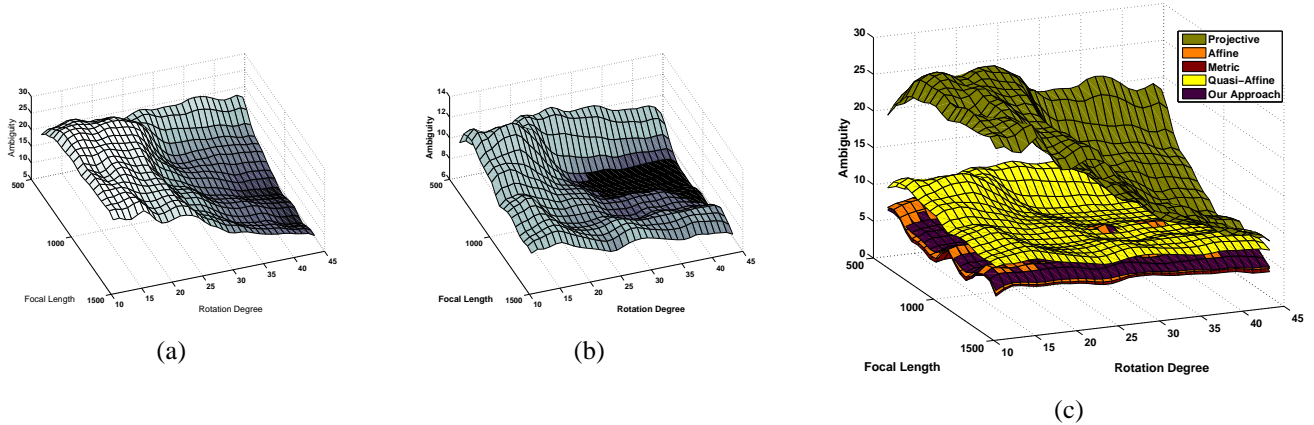 30
25
20
15
10
5
Ambiguity
500
1000
1500
Focal Length
10 15 20 25 30 35 40 45
Rotation Degree
(a)
14
12
10
8
6
Ambiguity
500
1000
1500
Focal Length
10 15 20 25 30 35 40 45
Rotation Degree
(b)
30
25
20
15
10
5
0
Ambiguity
500
1000
1500
Focal Length
10 15 20 25 30 35 40 45
Rotation Degree
Projective
Affine
Metric
Quasi−Affine
Our Approach
(c)